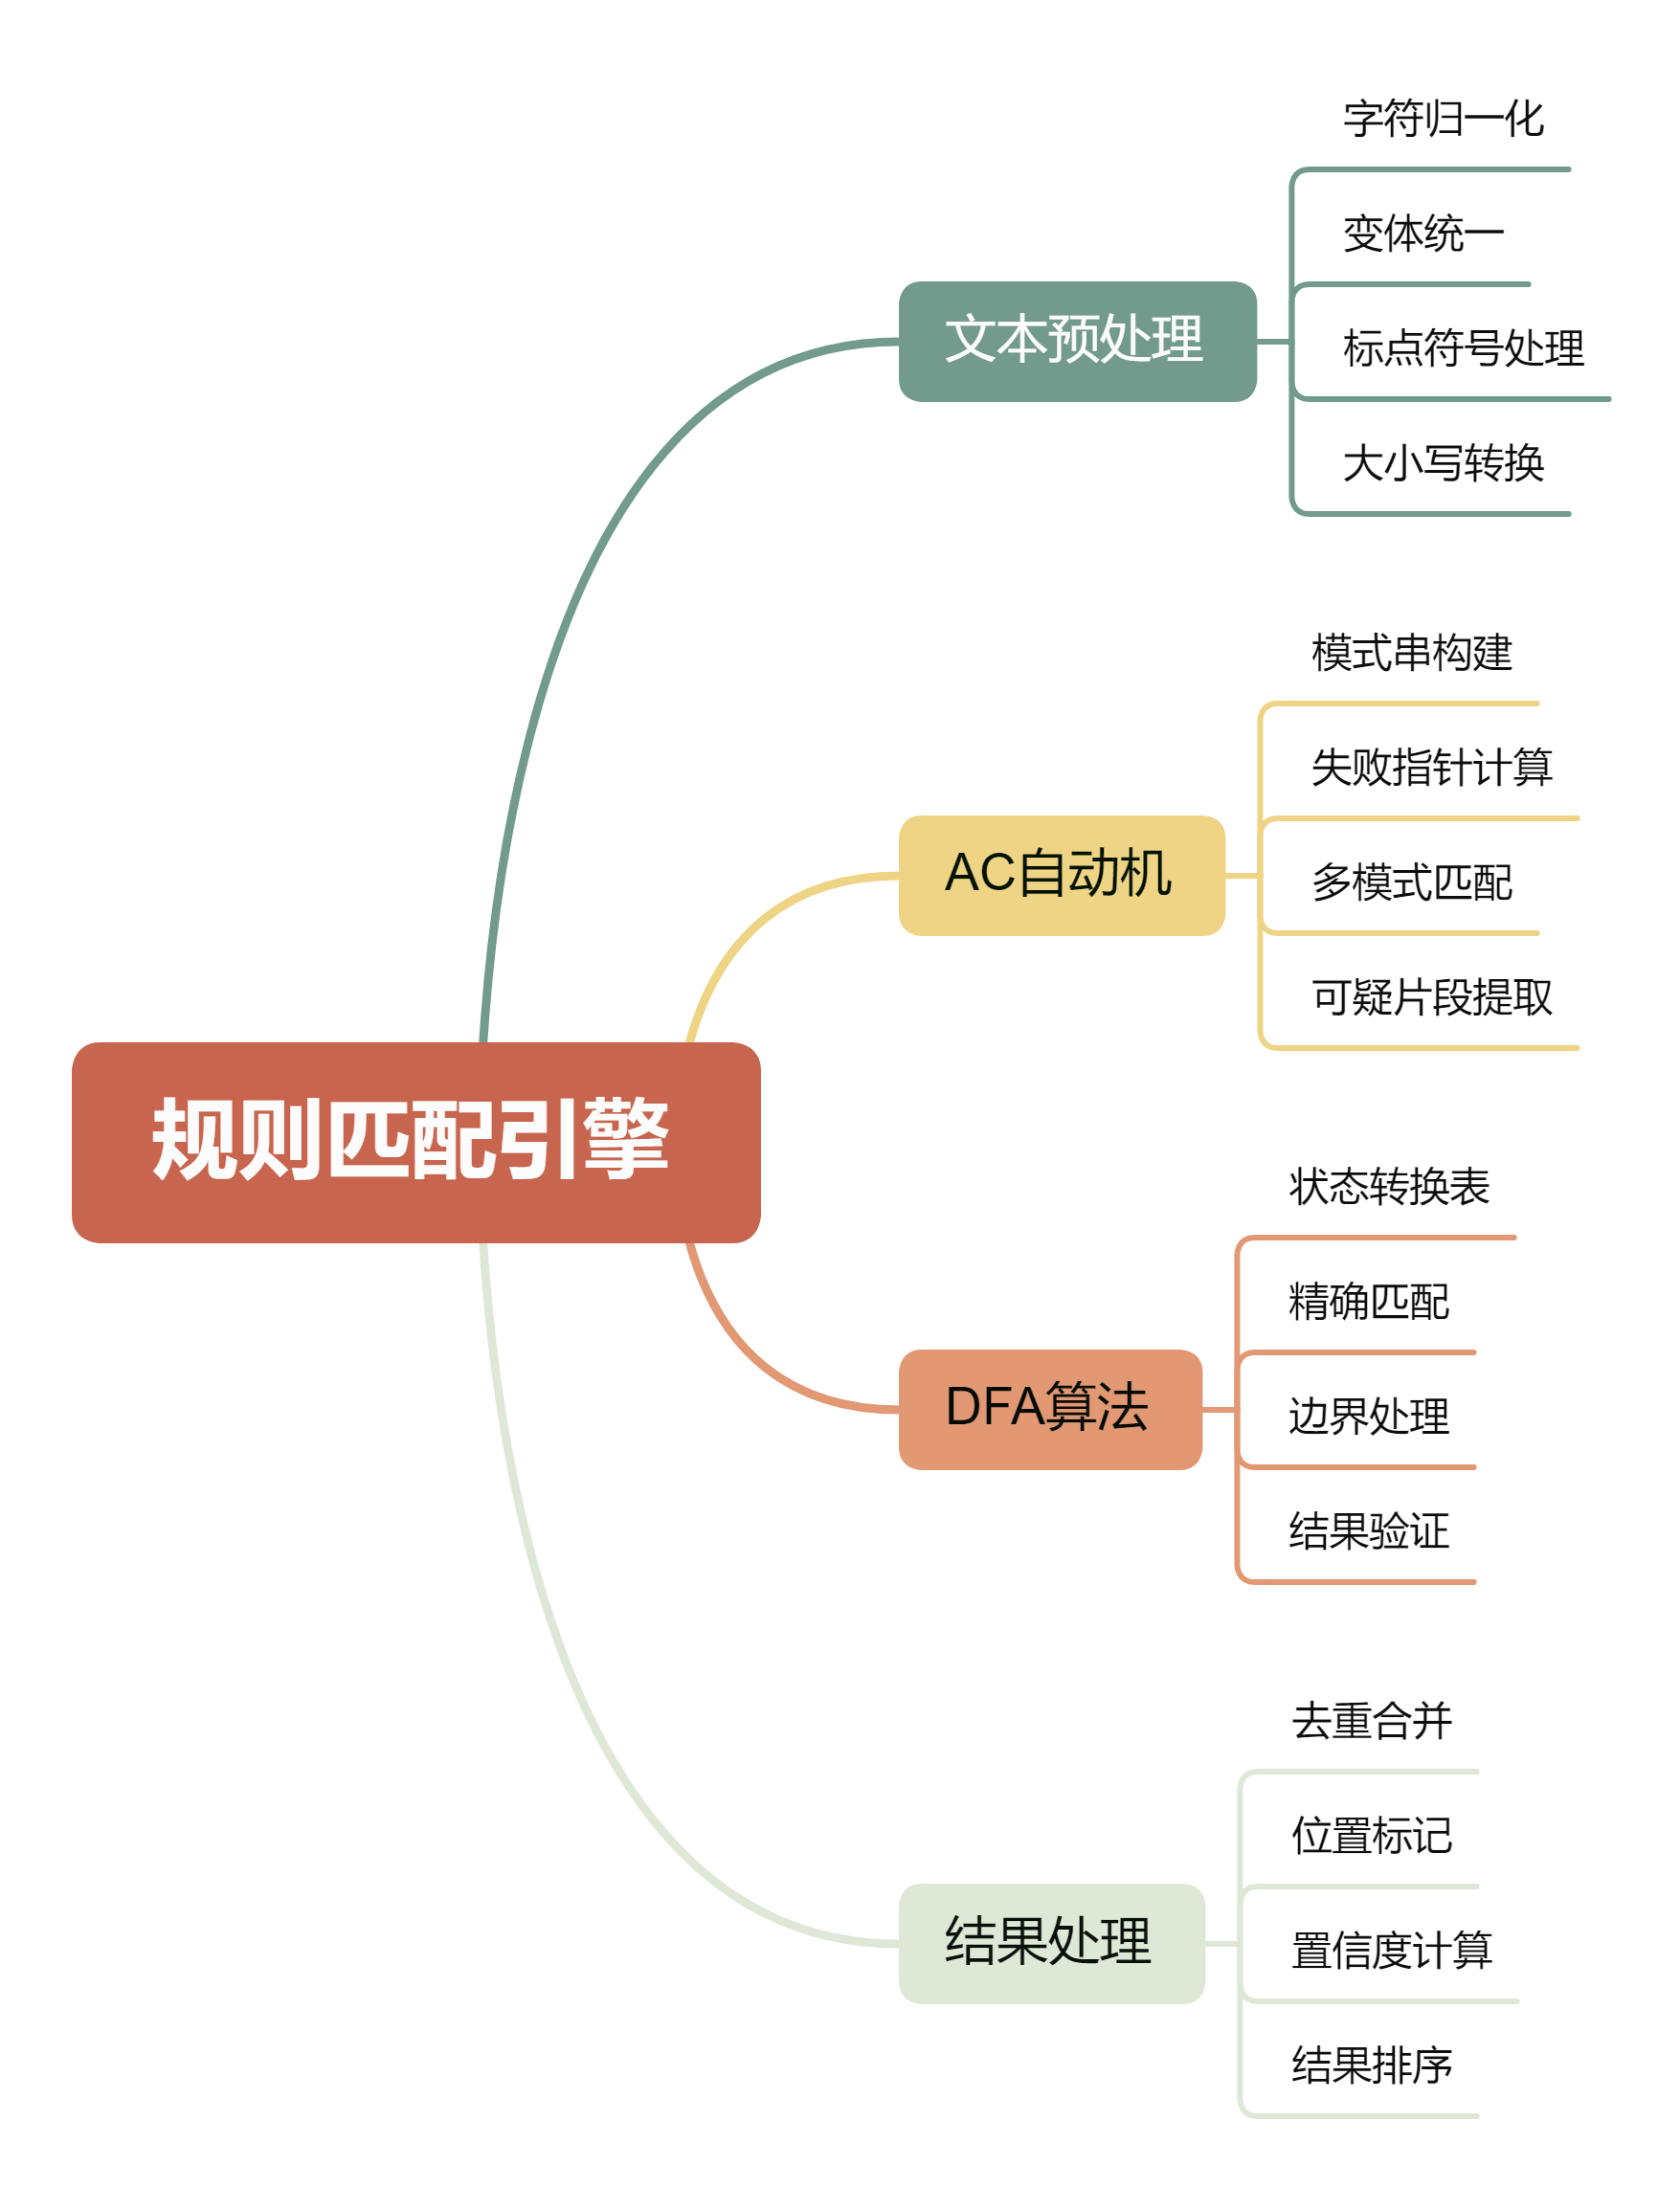 规则匹配引擎
文本预处理
字符归一化
变体统一
标点符号处理
大小写转换
AC自动机
模式串构建
失败指针计算
多模式匹配
可疑片段提取
DFA算法
状态转换表
精确匹配
边界处理
结果验证
结果处理
去重合并
位置标记
置信度计算
结果排序